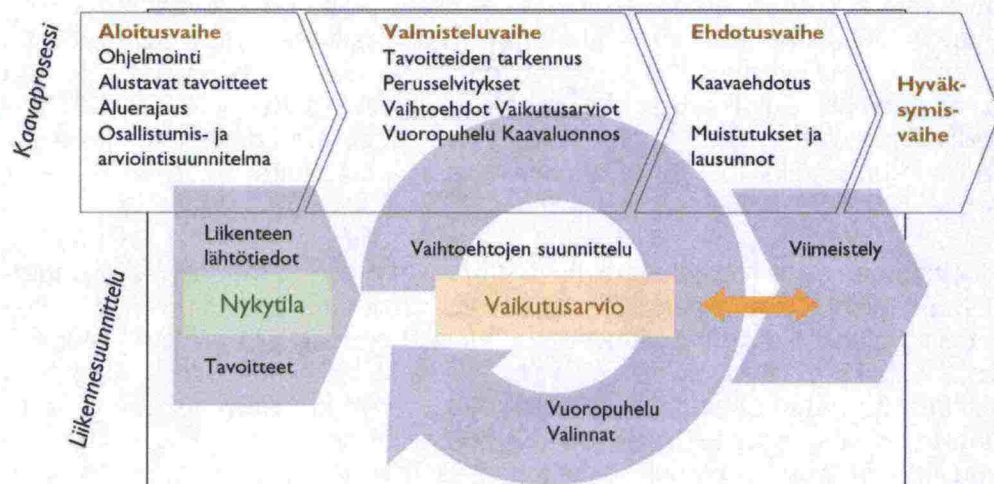 Kaavaprosessi
Aloitusvaihe
Ohjelmointi
Alustavat tavoitteet
Aluerajaus
Osallistumis- ja
arviointisuunnitelma
Valmisteluvaihe
Tavoitteiden tarkennus
Perusselvitykset
Vaihtoehdot Vaikutusarviot
Vuoropuhelu Kaavaluonnos
Ehdotusvaihe
Kaavaehdotus
Muistutukset ja
lausunnot
Hyväk-
symis-
vaihe
Liikennesuunnittelu
Liikenteen
lähtötiedot
Nykytila
Tavoitteet
Vaihtoehtojen suunnittelu
Vaikutusarvio
Vuoropuhelu
Valinnat
Viimeistely